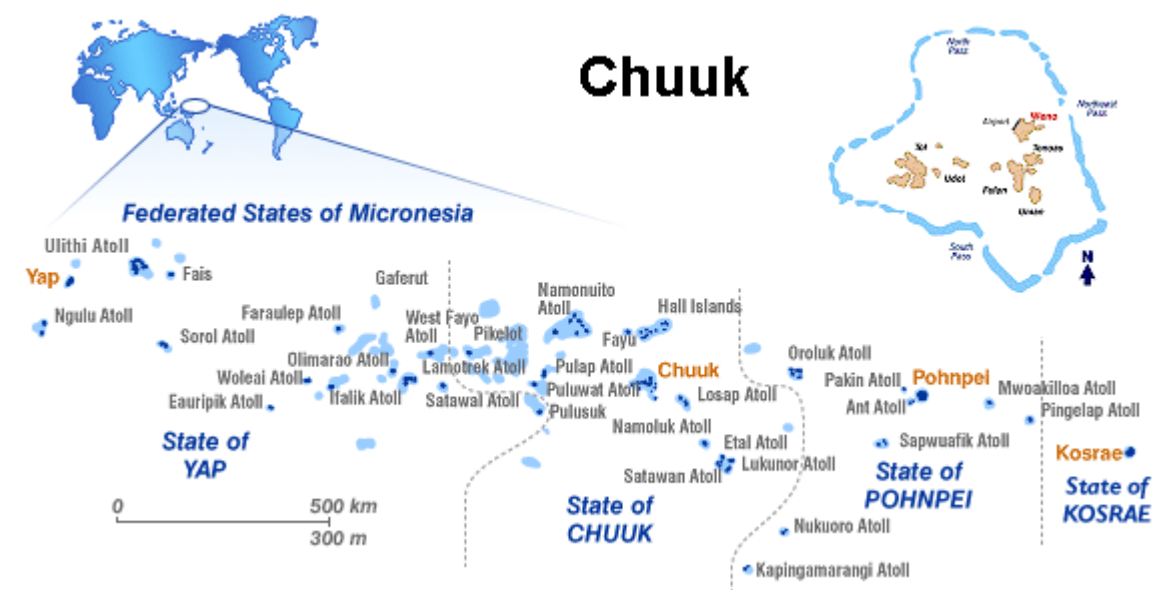 Chuuk
North
Pass
Northeast
Pass
Airport
Weno
Tol
Tonoas
Udot
Fefan
Uman
South
Pass
N
Federated States of Micronesia
Ulithi Atoll
Yap
Fais
Gaferut
Ngulu Atoll
Sorol Atoll
Faraulep Atoll
West Fayo
Atoll
Pikelot
Namonuito
Atoll
Hall Islands
Fayu
Olimarao Atoll
Lamotrek Atoll
Pulap Atoll
Chuuk
Oroluk Atoll
Woleai Atoll
Ifalik Atoll
Satawal Atoll
Puluwat Atoll
Losap Atoll
Pakin Atoll
Pohnpei
Mwoakilloa Atoll
Eauripik Atoll
Pulusuk
Ant Atoll
Pingelap Atoll
Namoluk Atoll
Etal Atoll
Sapwuafik Atoll
Kosrae
State of
YAP
Satawan Atoll
Lukunor Atoll
State of
POHNPEI
State of
KOSRAE
0
500 km
300 m
State of
CHUUK
Nukuoro Atoll
Kapingamarangi Atoll